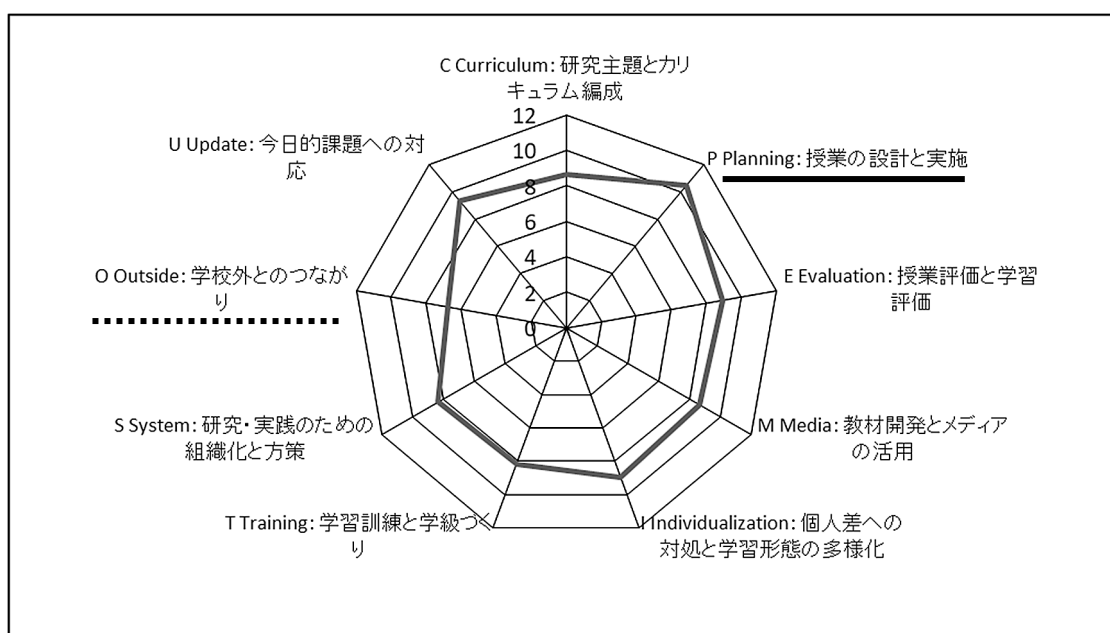 C Curriculum: 研究主題とカリ
キュラム編成
12
10
8
6
4
2
0
P Planning: 授業の設計と実施
E Evaluation: 授業評価と学習
評価
M Media: 教材開発とメディア
の活用
I Individualization: 個人差への
対処と学習形態の多様化
T Training: 学習訓練と学級づく
り
S System: 研究・実践のための
組織化と方策
O Outside: 学校外とのつなが
り
U Update: 今日的課題への対
応